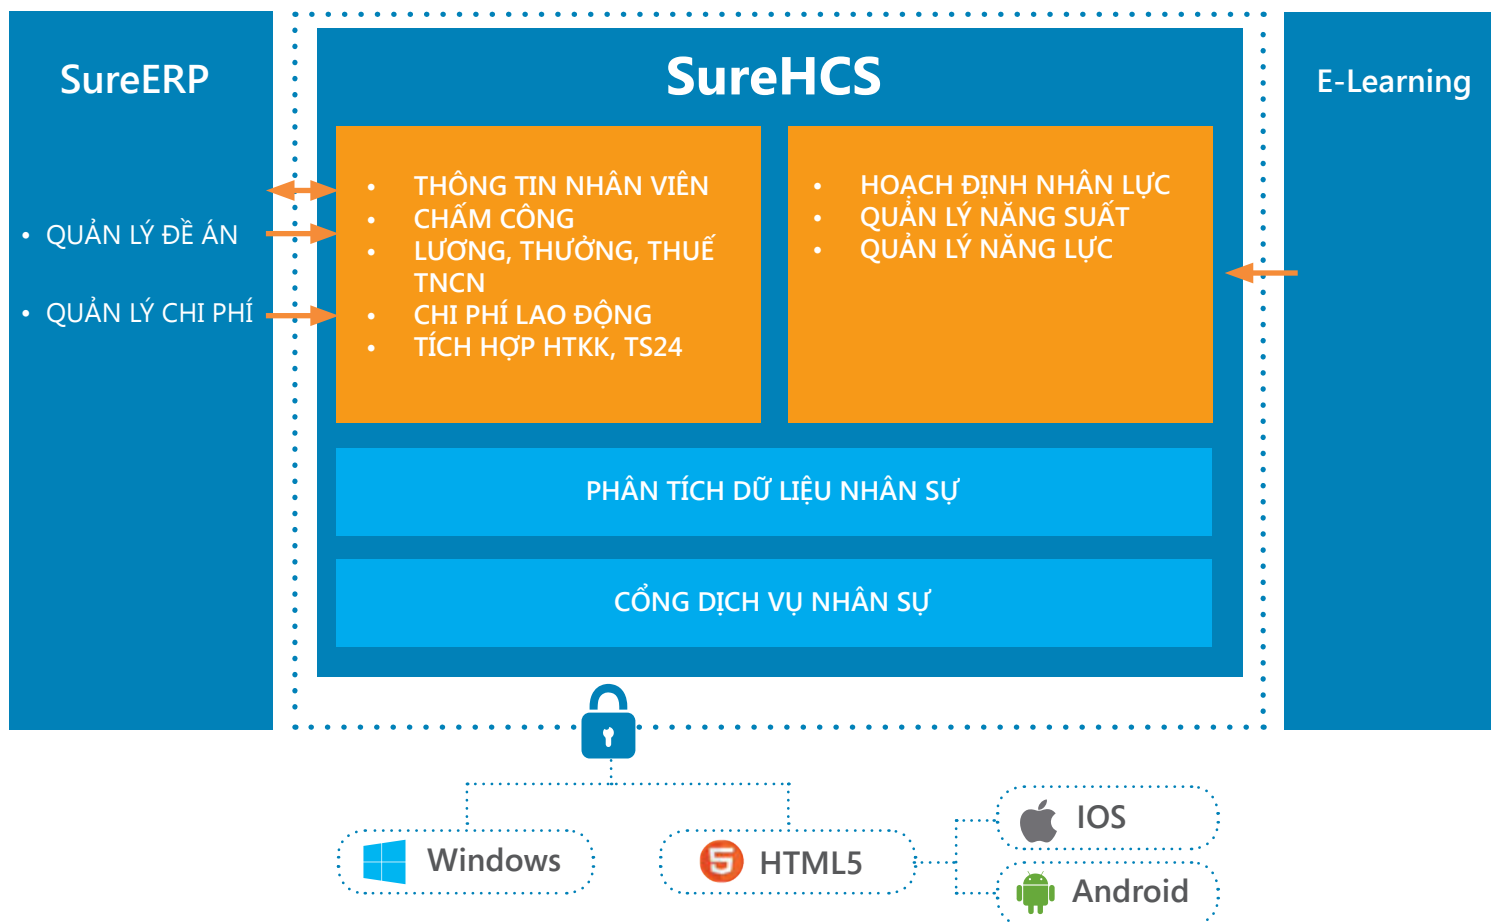 SureERP
• QUẢN LÝ ĐỀ ÁN
• QUẢN LÝ CHI PHÍ
SureHCS
• THÔNG TIN NHÂN VIÊN
• CHẤM CÔNG
• LƯƠNG, THƯỞNG, THUẾ
TNCN
• CHI PHÍ LAO ĐỘNG
• TÍCH HỢP HTKK, TS24
• HOẠCH ĐỊNH NHÂN LỰC
• QUẢN LÝ NĂNG SUẤT
• QUẢN LÝ NĂNG LỰC
PHÂN TÍCH DỮ LIỆU NHÂN SỰ
CỔNG DỊCH VỤ NHÂN SỰ
E-Learning
Windows
HTML5
IOS
Android